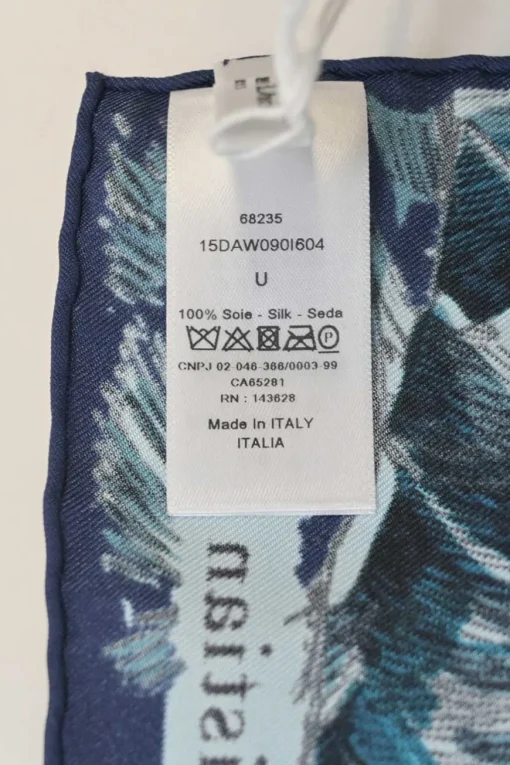 68235
15DAW090I604
U
100% Soie - Silk - Seda
CNPJ 02-046-366/0003-99
CA65281
RN : 143628
Made in ITALY
ITALIA